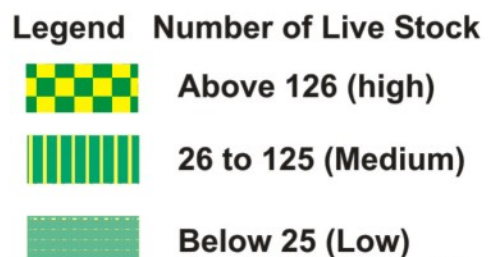 Legend Number of Live Stock
Above 126 (high)
26 to 125 (Medium)
Below 25 (Low)